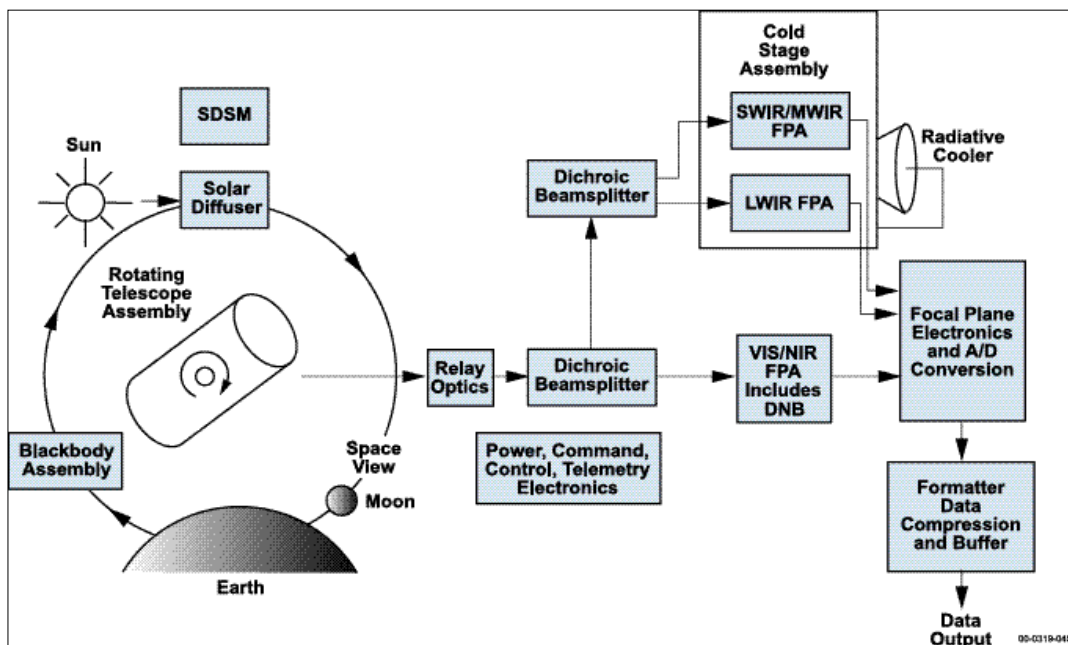 SDSM
Sun
Solar
Diffuser
Rotating
Telescope
Assembly
Blackbody
Assembly
Earth
Space
View
Moon
Relay
Optics
Dichroic
Beamsplitter
Dichroic
Beamsplitter
Power, Command,
Control, Telemetry
Electronics
Cold
Stage
Assembly
SWIR/MWIR
FPA
LWIR FPA
Radiative
Cooler
VIS/NIR
FPA
Includes
DNB
Focal Plane
Electronics
and A/D
Conversion
Formatter
Data
Compression
and Buffer
Data
Output